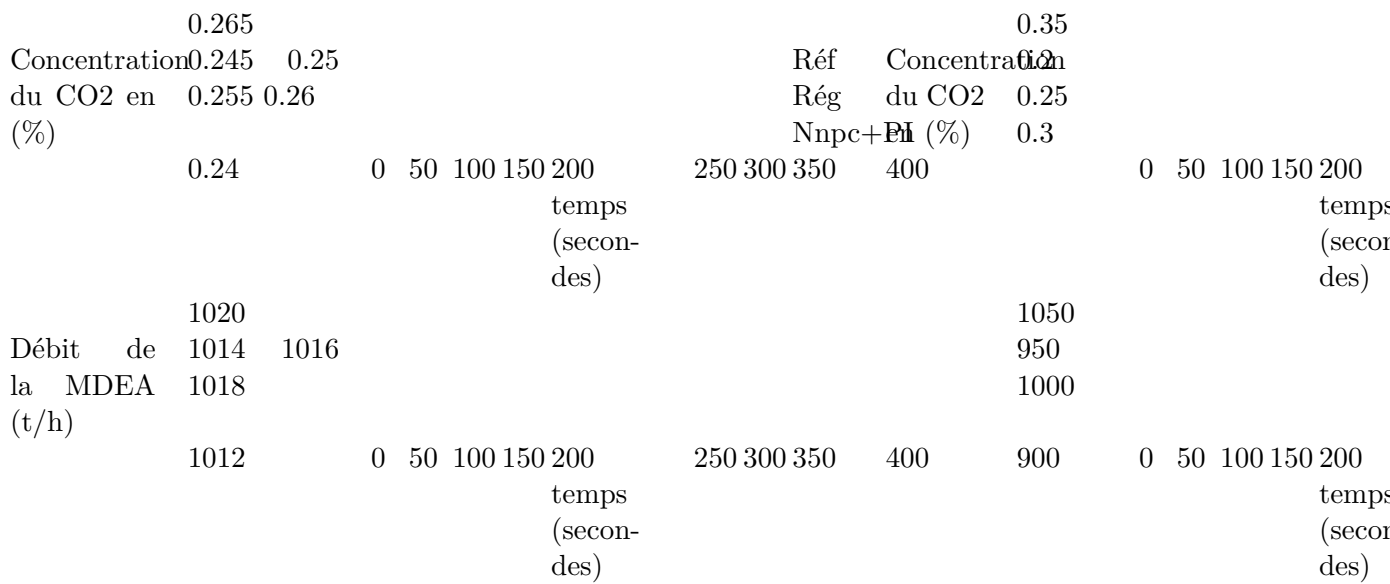 0.265 0.35
Concentration 0.245 0.25 Réf Concentration 0.2
du CO2 en 0.255 0.26 Rég du CO2 0.25
(%) Nnpc+PI en (%) 0.3
0.24 0 50 100 150 200 250 300 350 400 0 50 100 150 200
temps temps
(secon- (secon
des) des)
1020 1050
Débit de 1014 1016 950
la MDEA 1018 1000
(t/h)
1012 0 50 100 150 200 250 300 350 400 900 0 50 100 150 200
temps temps
(secon- (secon
des) des)